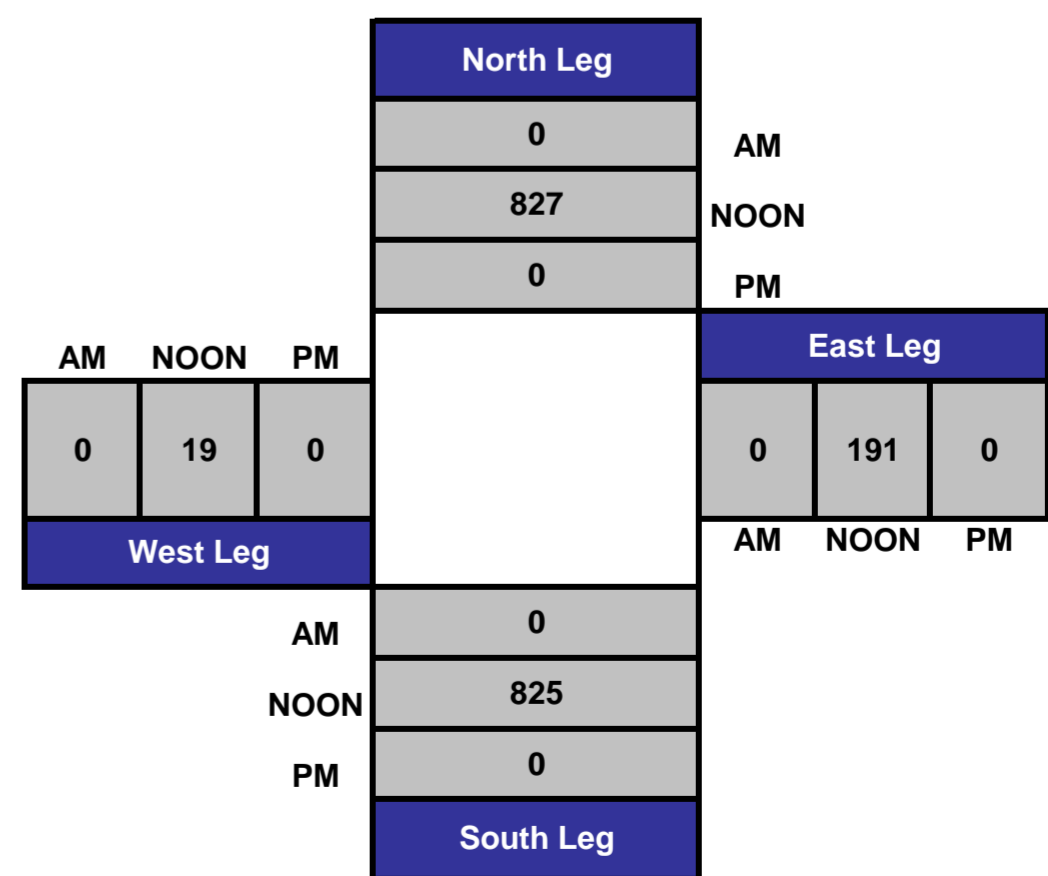 North Leg
0 AM
827 NOON
0 PM
East Leg
AM NOON PM
0 19 0 0 191 0
West Leg
AM NOON PM
AM 0
NOON 825
PM 0
South Leg